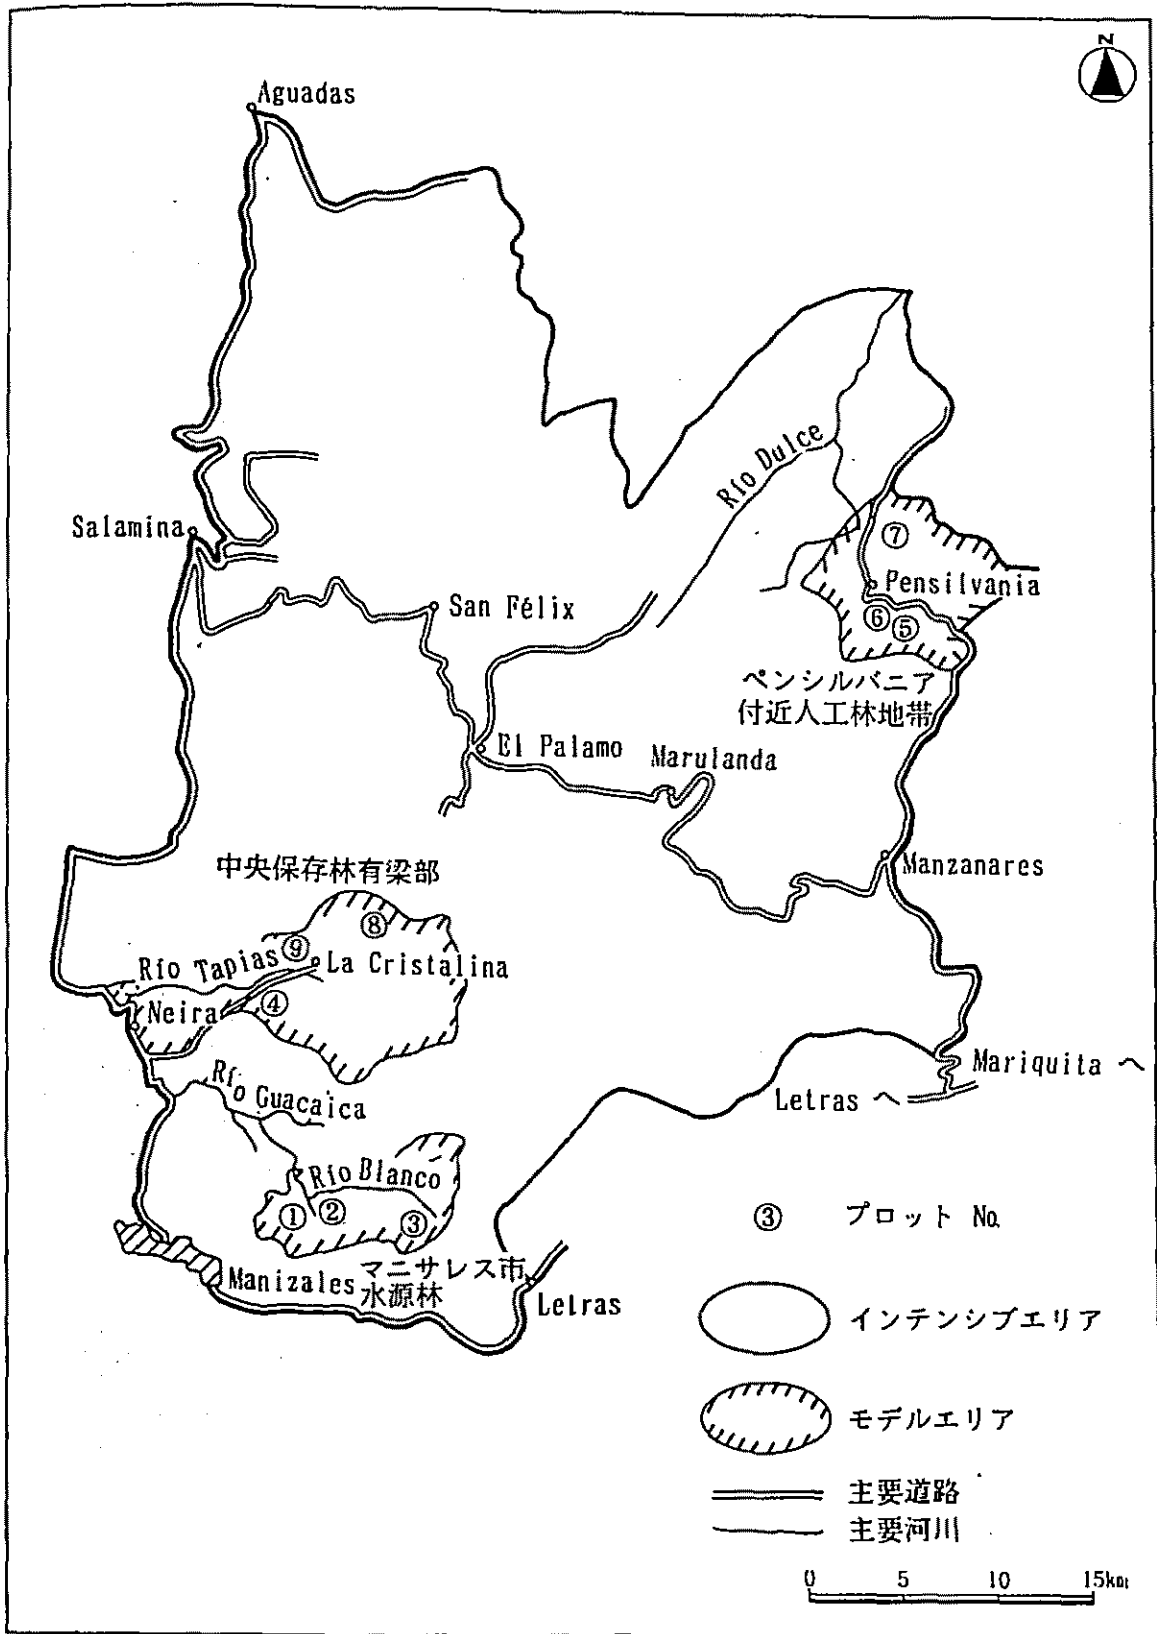 N
Aguadas
Río Dulce
Salamina
⑦
Pensilvania
San Félix
⑥
⑤
ペンシルバニア
付近人工林地帯
El Palamo
Marulanda
Manzanares
中央保存林有梁部
⑧
⑨
Río Tapias
La Cristalina
④
Neira
Mariquita へ
Río Guacaica
Letras へ
Río Blanco
①
②
③
③ プロット No.
Manizales
マニサレス市
水源林
Letras
インテンシブエリア
モデルエリア
主要道路
主要河川
0 5 10 15km